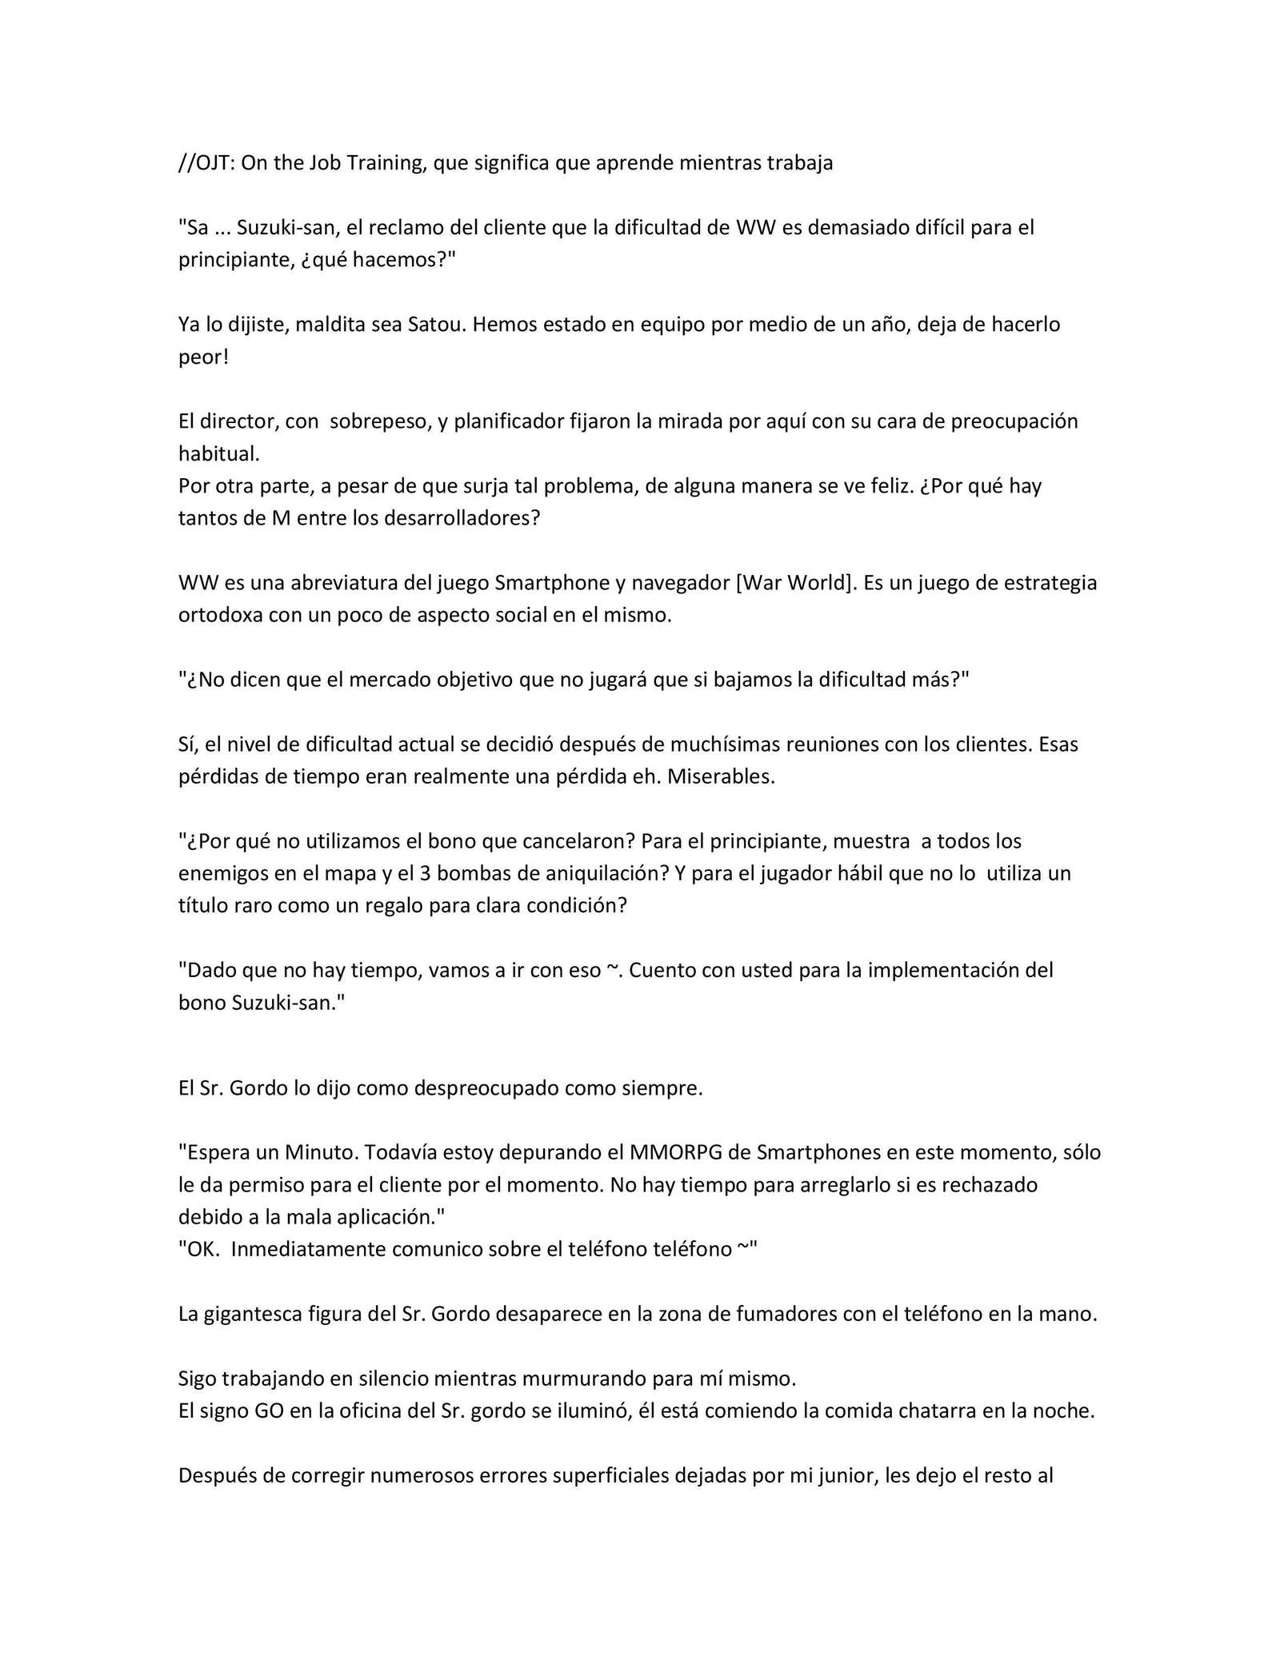 //OJT: On the Job Training, que significa que aprende mientras trabaja
"Sa ... Suzuki-san, el reclamo del cliente que la dificultad de WW es demasiado difícil para el
principiante, ¿qué hacemos?"
Ya lo dijiste, maldita sea Satou. Hemos estado en equipo por medio de un año, deja de hacerlo
peor!
El director, con  sobrepeso, y planificador fijaron la mirada por aquí con su cara de preocupación
habitual.
Por otra parte, a pesar de que surja tal problema, de alguna manera se ve feliz. ¿Por qué hay
tantos de M entre los desarrolladores?
WW es una abreviatura del juego Smartphone y navegador [War World]. Es un juego de estrategia
ortodoxa con un poco de aspecto social en el mismo.
"¿No dicen que el mercado objetivo que no jugará que si bajamos la dificultad más?"
Sí, el nivel de dificultad actual se decidió después de muchísimas reuniones con los clientes. Esas
pérdidas de tiempo eran realmente una pérdida eh. Miserables.
"¿Por qué no utilizamos el bono que cancelaron? Para el principiante, muestra  a todos los
enemigos en el mapa y el 3 bombas de aniquilación? Y para el jugador hábil que no lo  utiliza un
título raro como un regalo para clara condición?
"Dado que no hay tiempo, vamos a ir con eso ~. Cuento con usted para la implementación del
bono Suzuki-san."
El Sr. Gordo lo dijo como despreocupado como siempre.
"Espera un Minuto. Todavía estoy depurando el MMORPG de Smartphones en este momento, sólo
le da permiso para el cliente por el momento. No hay tiempo para arreglarlo si es rechazado
debido a la mala aplicación."
"OK.  Inmediatamente comunico sobre el teléfono teléfono ~"
La gigantesca figura del Sr. Gordo desaparece en la zona de fumadores con el teléfono en la mano.
Sigo trabajando en silencio mientras murmurando para mí mismo.
El signo GO en la oficina del Sr. gordo se iluminó, él está comiendo la comida chatarra en la noche.
Después de corregir numerosos errores superficiales dejadas por mi junior, les dejo el resto al